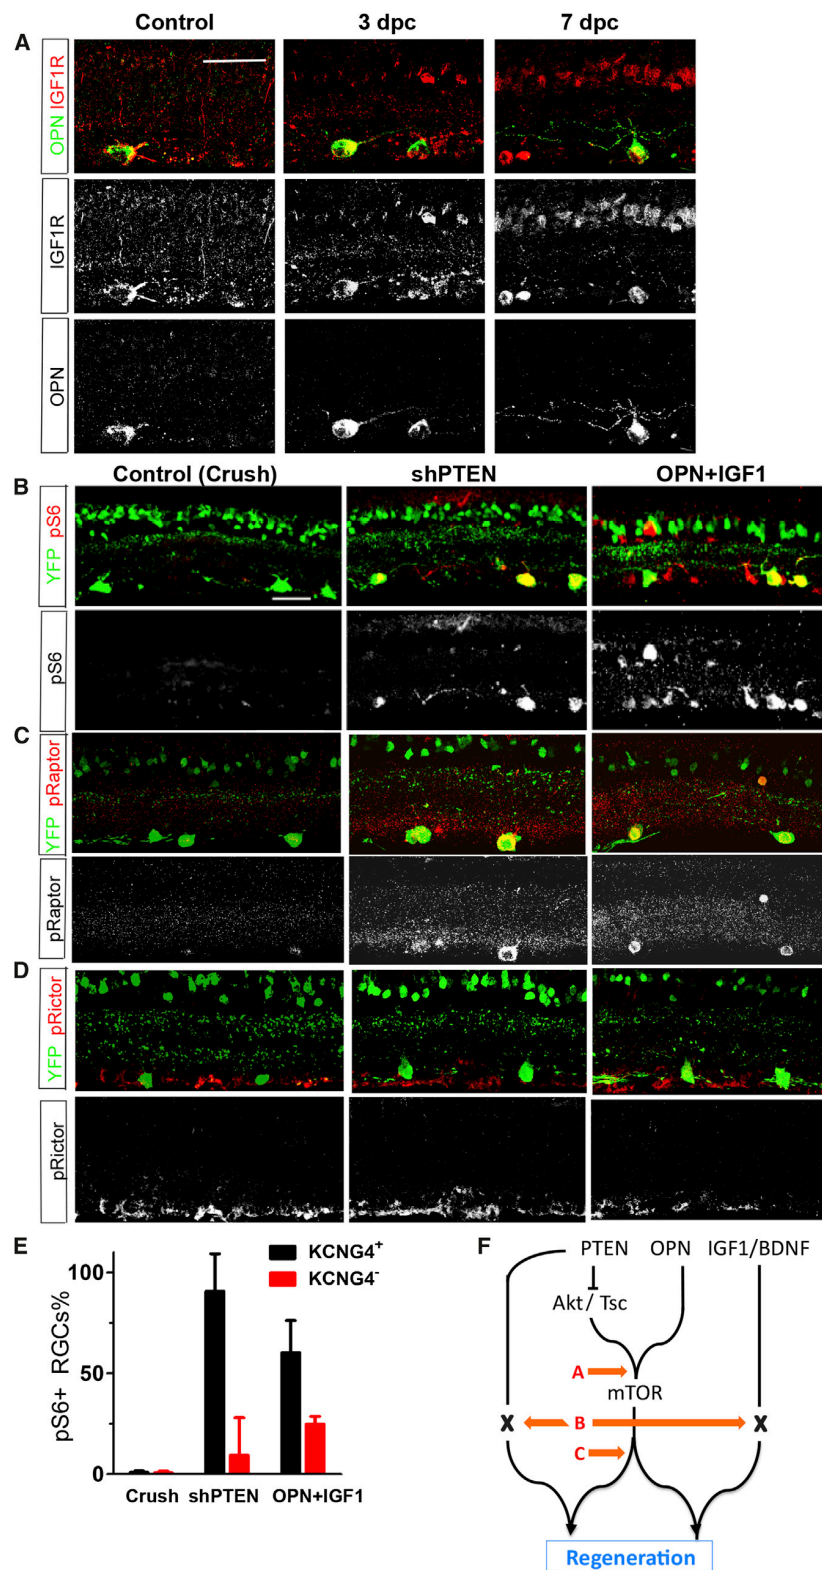 Control 3 dpc 7 dpc
A
OPN IGF1R
IGF1R
OPN
B
Control (Crush) shPTEN OPN+IGF1
YFP pS6
pS6
C
YFP pRaptor
pRaptor
D
YFP pRictor
pRictor
E
pS6+ RGCs%
100
50
0
KCNG4+
KCNG4-
Crush shPTEN OPN+IGF1
F
PTEN OPN IGF1/BDNF
Akt/ Tsc
A
mTOR
X B X
C
Regeneration